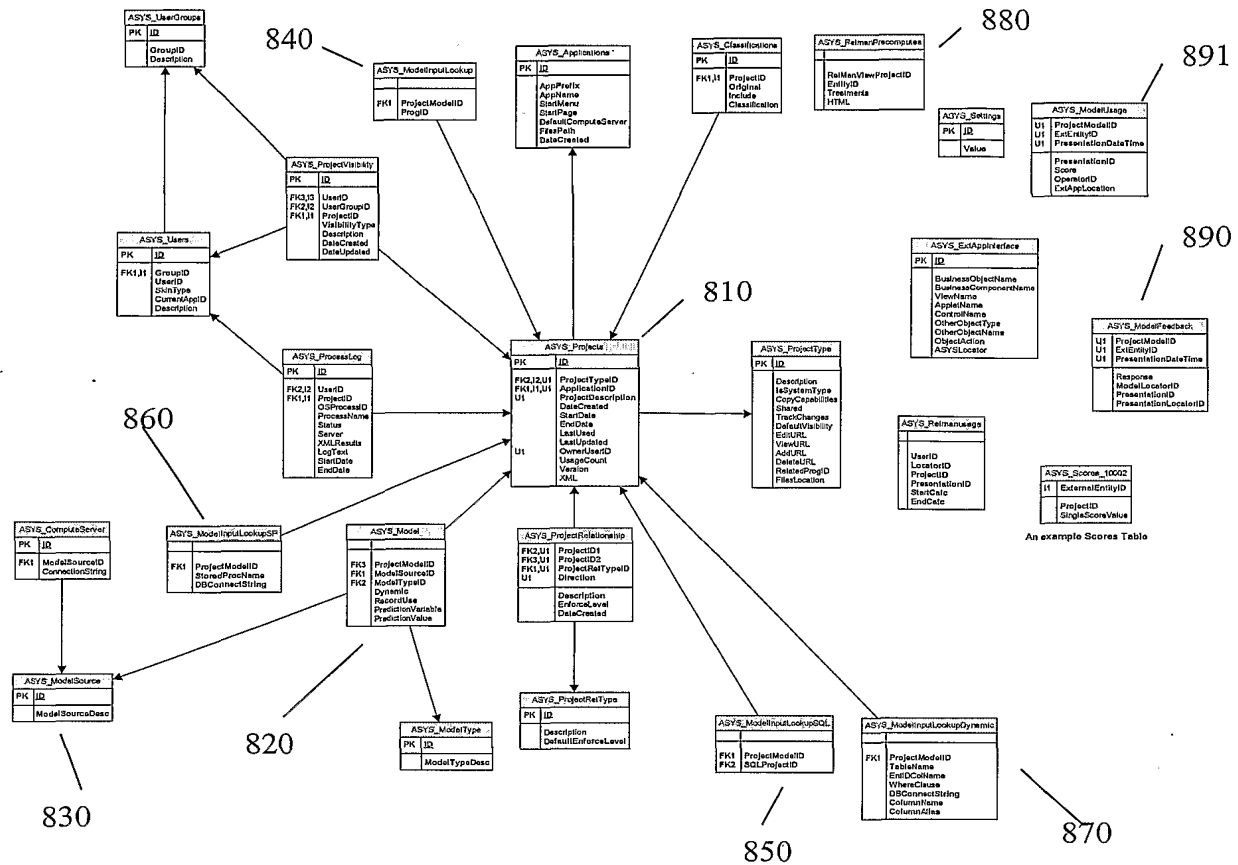 ASYS_UserGroups
PK ID
GroupID
Description
840
ASYS_ModelInputLookup
FK1 ProjectModelID
ProgID
ASYS_Applications
PK ID
AppPrefix
AppName
StartMenu
StartPage
DefaultComputeServer
FilesPath
DateCreated
ASYS_Classifications
PK ID
FK1,I1 ProjectID
Original
Include
Classification
ASYS_RelmanPrecomputes
RelManViewProjectID
EntityID
Treatments
HTML
880
ASYS_Settings
PK ID
Value
891
ASYS_ModelUsage
U1 ProjectModelID
U1 ExtEntityID
U1 PresentationDateTime
PresentationID
Score
OperatorID
ExtAppLocation
ASYS_ProjectVisibility
PK ID
FK3,I3 UserID
FK2,I2 UserGroupID
FK1,I1 ProjectID
VisibilityType
Description
DateCreated
DateUpdated
ASYS_Users
PK ID
FK1,I1 GroupID
UserID
SkinType
CurrentAppID
Description
ASYS_ExtAppInterface
PK ID
BusinessObjectName
BusinessComponentName
ViewName
AppletName
ControlName
OtherObjectType
OtherObjectName
ObjectAction
ASYSLocator
890
ASYS_ModelFeedback
U1 ProjectModelID
U1 ExtEntityID
U1 PresentationDateTime
Response
ModelLocatorID
PresentationID
PresentationLocatorID
810
ASYS_Projects
PK ID
FK2,I2,U1 ProjectTypeID
FK1,I1,U1 ApplicationID
U1 ProjectDescription
DateCreated
StartDate
EndDate
LastUsed
LastUpdated
U1 OwnerUserID
UsageCount
Version
XML
ASYS_ProjectType
PK ID
Description
IsSystemType
CopyCapabilities
Shared
TrackChanges
DefaultVisibility
EditURL
ViewURL
AddURL
DeleteURL
RelatedProgID
FilesLocation
ASYS_ProcessLog
PK ID
FK2,I2 UserID
FK1,I1 ProjectID
OSProcessID
ProcessName
Status
Server
XMLResults
LogText
StartDate
EndDate
ASYS_Relmanusage
UserID
LocatorID
ProjectID
PresentationID
StartCalc
EndCalc
ASYS_Scores_10002
I1 ExternalEntityID
ProjectID
SingleScoreValue
An example Scores Table
860
ASYS_ComputeServer
PK ID
FK1 ModelSourceID
ConnectionString
ASYS_ModelInputLookupSP
FK1 ProjectModelID
StoredProcName
DBConnectString
ASYS_Model
FK3 ProjectModelID
FK1 ModelSourceID
FK2 ModelTypeID
Dynamic
RecordUse
PredictionVariable
PredictionValue
ASYS_ProjectRelationship
FK2,U1 ProjectID1
FK3,U1 ProjectID2
FK1,U1 ProjectRelTypeID
U1 Direction
Description
EnforceLevel
DateCreated
ASYS_ModelSource
PK ID
ModelSourceDesc
830
820
ASYS_ModelType
PK ID
ModelTypeDesc
ASYS_ProjectRelType
PK ID
Description
DefaultEnforceLevel
ASYS_ModelInputLookupSQL
FK1 ProjectModelID
FK2 SQLProjectID
850
ASYS_ModelInputLookupDynamic
FK1 ProjectModelID
TableName
EntIDColName
WhereClause
DBConnectString
ColumnName
ColumnAlias
870